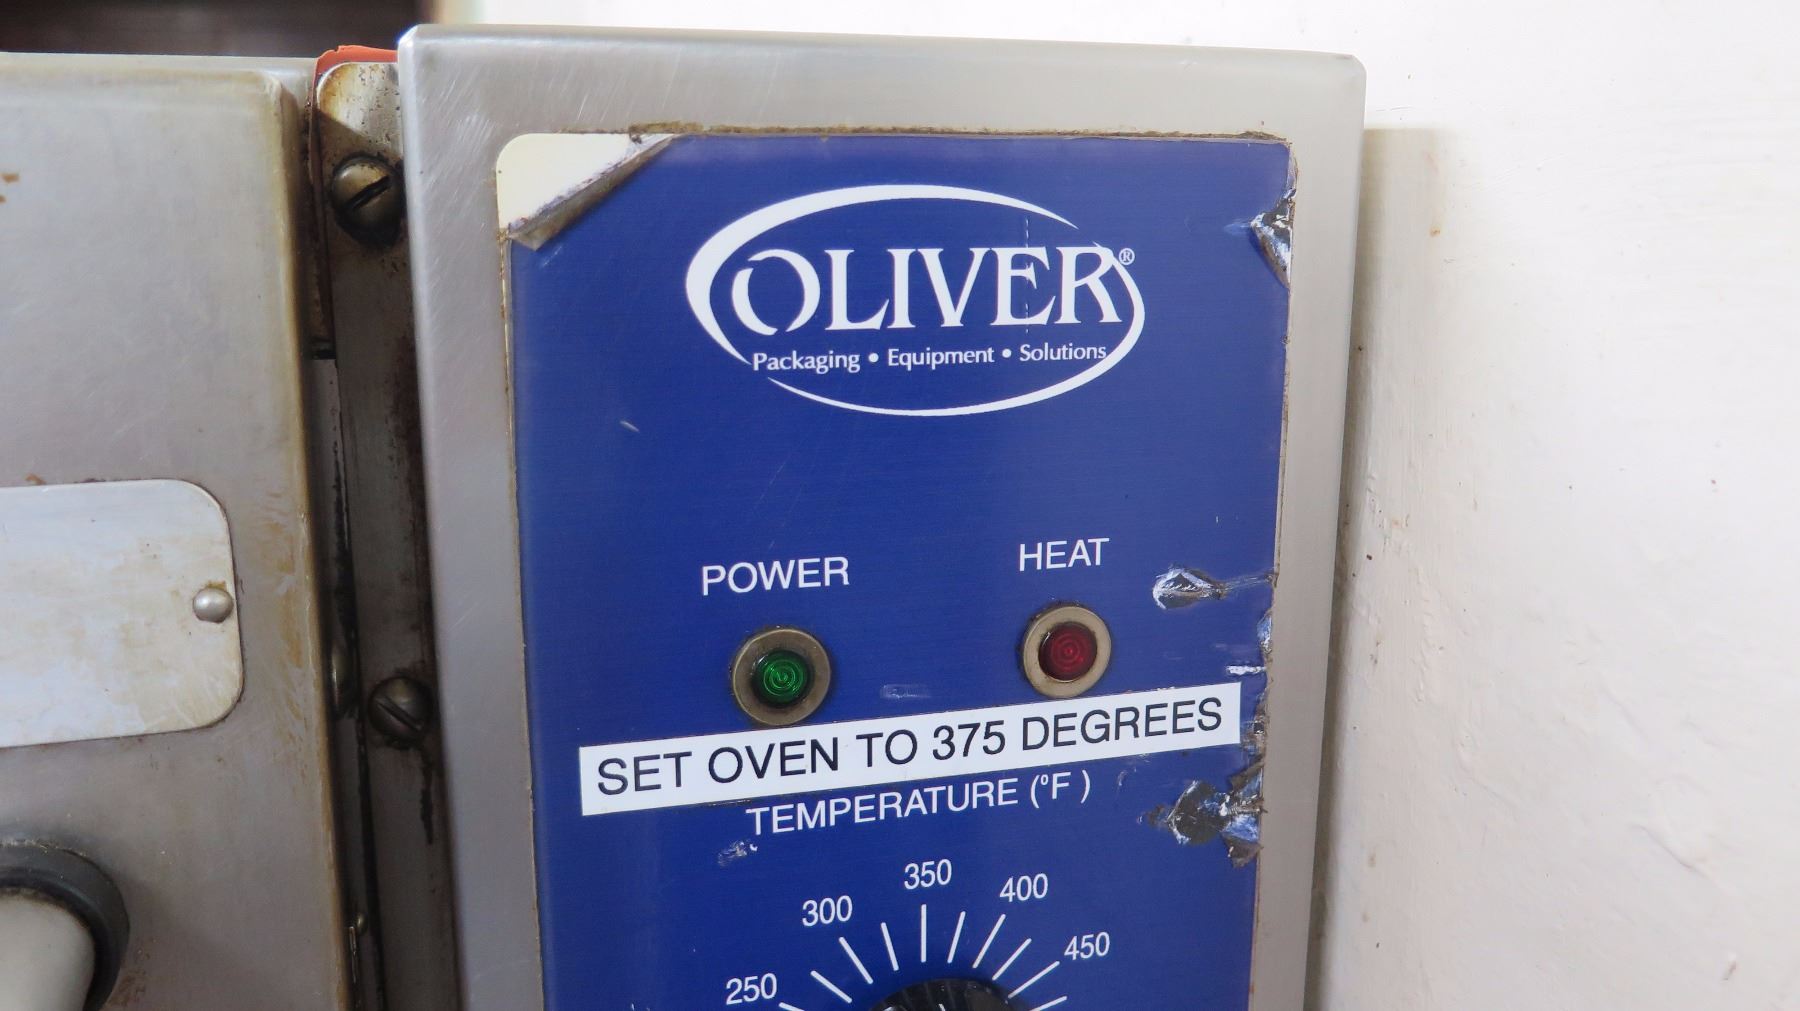 OLIVER®
Packaging • Equipment • Solutions
POWER HEAT
SET OVEN TO 375 DEGREES
TEMPERATURE (°F )
250 300 350 400 450